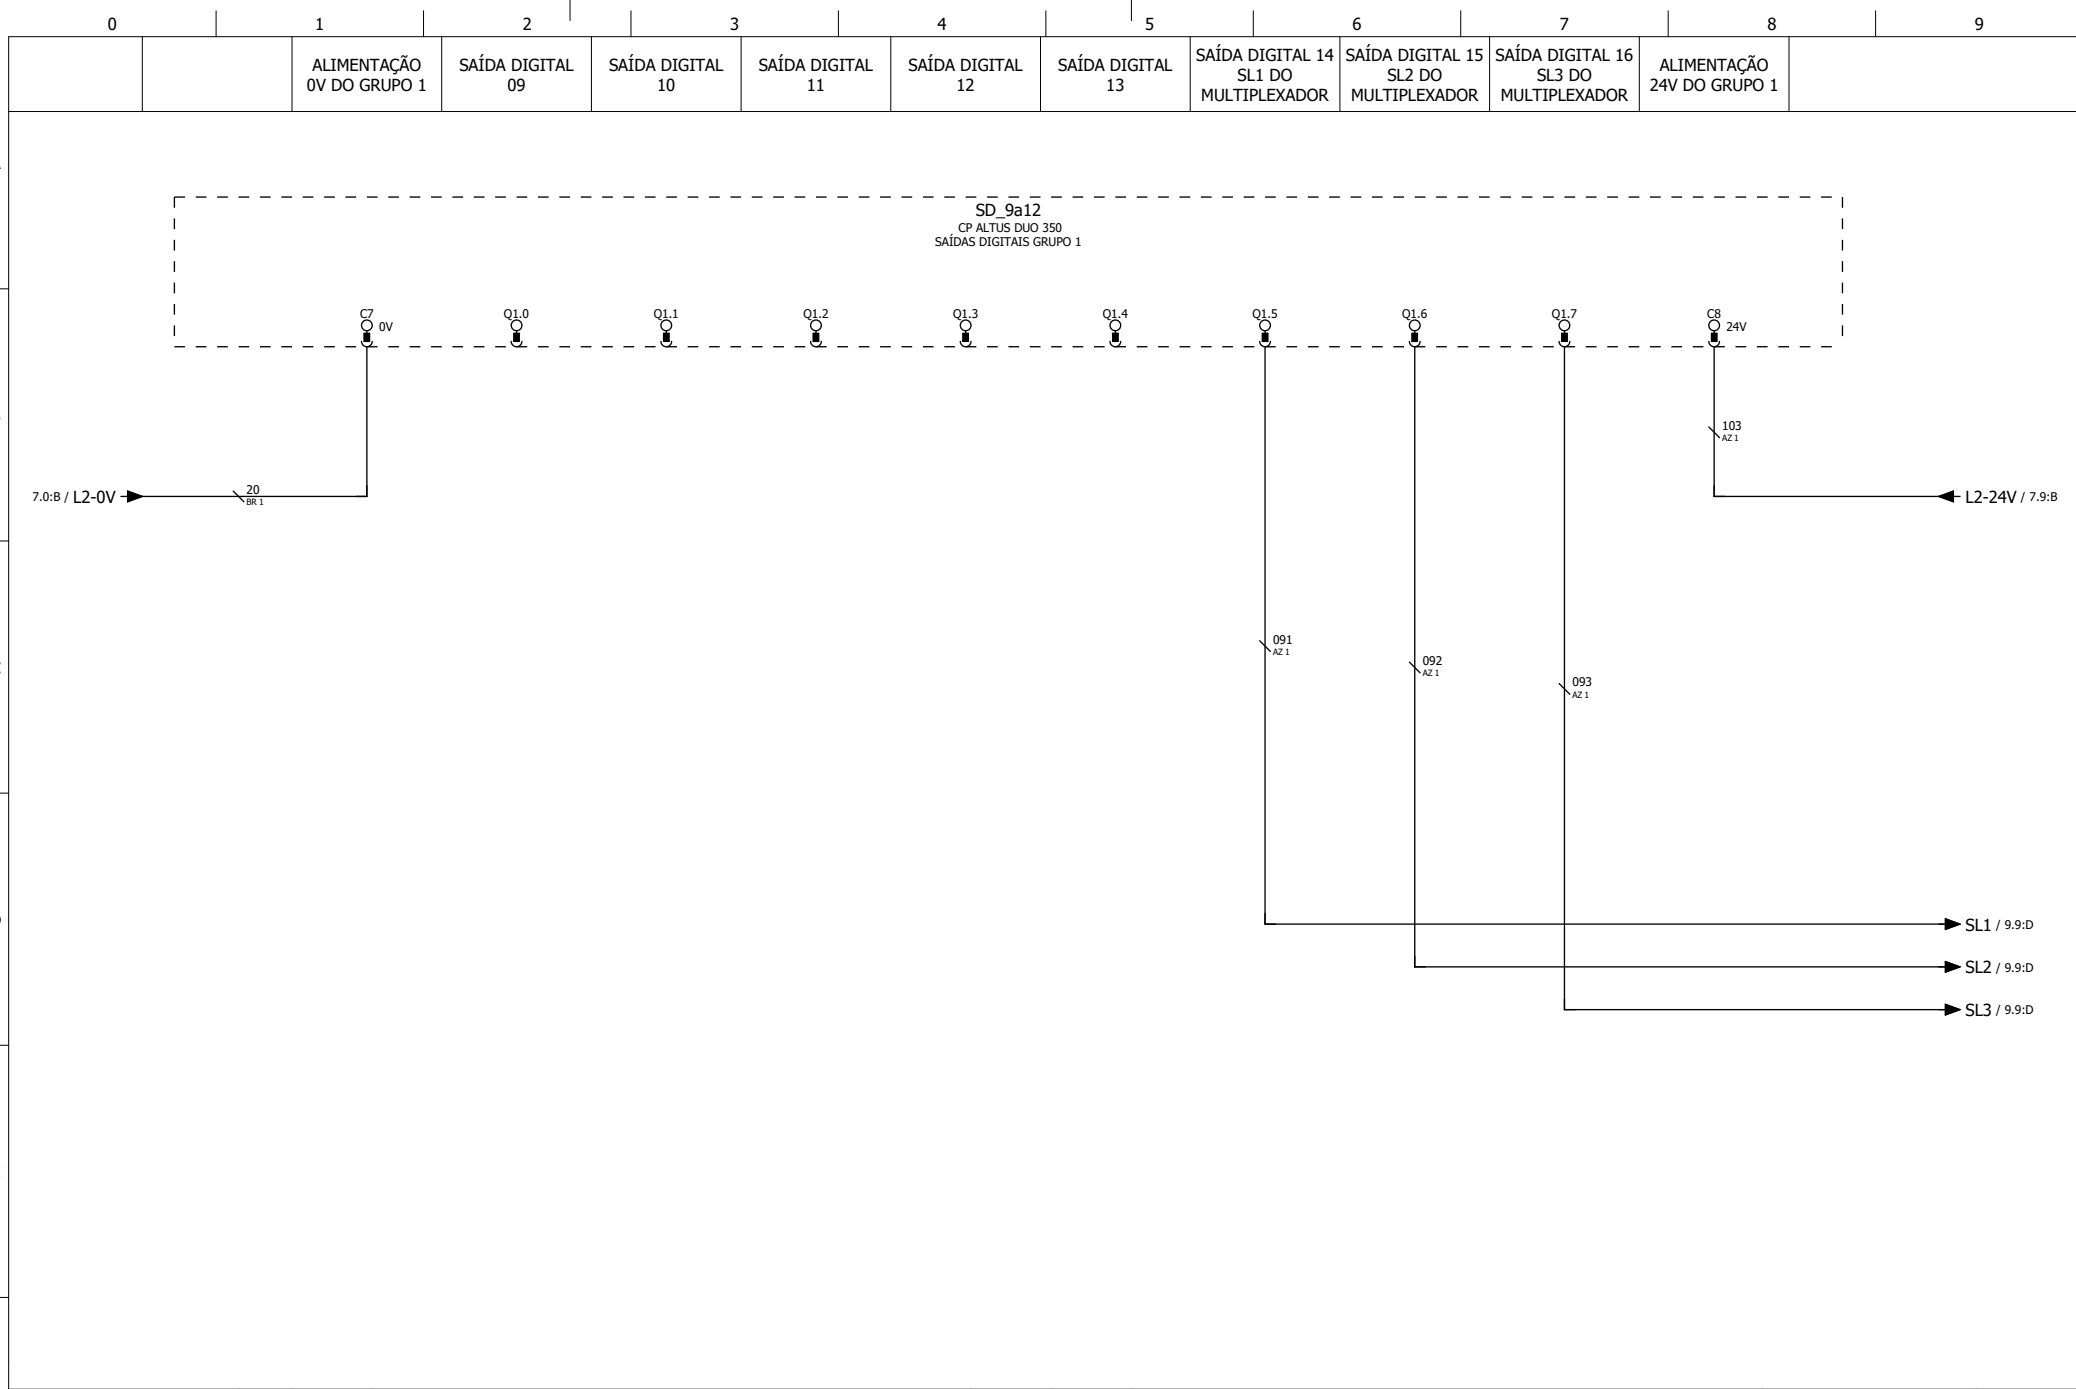 0 1 2 3 4 5 6 7 8 9
ALIMENTAÇÃO
0V DO GRUPO 1
SAÍDA DIGITAL
09
SAÍDA DIGITAL
10
SAÍDA DIGITAL
11
SAÍDA DIGITAL
12
SAÍDA DIGITAL
13
SAÍDA DIGITAL 14
SL1 DO
MULTIPLEXADOR
SAÍDA DIGITAL 15
SL2 DO
MULTIPLEXADOR
SAÍDA DIGITAL 16
SL3 DO
MULTIPLEXADOR
ALIMENTAÇÃO
24V DO GRUPO 1
SD_9a12
CP ALTUS DUO 350
SAÍDAS DIGITAIS GRUPO 1
C7 Q1.0 Q1.1 Q1.2 Q1.3 Q1.4 Q1.5 Q1.6 Q1.7 C8
0V 24V
103
AZ 1
7.0:B / L2-0V
20
BR 1
L2-24V / 7.9:B
091
AZ 1
092
AZ 1
093
AZ 1
SL1 / 9.9:D
SL2 / 9.9:D
SL3 / 9.9:D